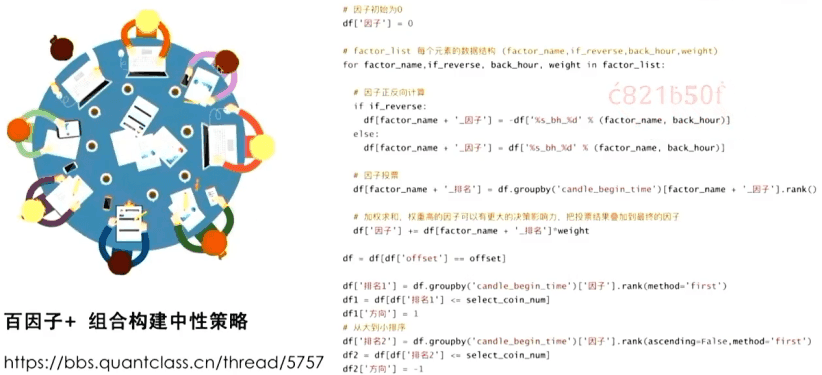 百因子+ 组合构建中性策略
https://bbs.quantclass.cn/thread/5757
# 因子初始为0
df['因子'] = 0
# factor_list 每个元素的数据结构 (factor_name,if_reverse,back_hour,weight)
for factor_name,if_reverse, back_hour, weight in factor_list:
# 因子正反向计算
if if_reverse:
df[factor_name + '_因子'] = -df['%s_bh_%d' % (factor_name, back_hour)]
else:
df[factor_name + '_因子'] = df['%s_bh_%d' % (factor_name, back_hour)]
# 因子投票
df[factor_name + '_排名'] = df.groupby('candle_begin_time')[factor_name + '_因子'].rank()
# 加权求和、权重高的因子可以有更大的决策影响力、把投票结果叠加到最终的因子
df['因子'] += df[factor_name + '_排名']*weight
df = df[df['offset'] == offset]
df['排名1'] = df.groupby('candle_begin_time')['因子'].rank(method='first')
df1 = df[df['排名1'] <= select_coin_num]
df1['方向'] = 1
# 从大到小排序
df['排名2'] = df.groupby('candle_begin_time')['因子'].rank(ascending=False,method='first')
df2 = df[df['排名2'] <= select_coin_num]
df2['方向'] = -1